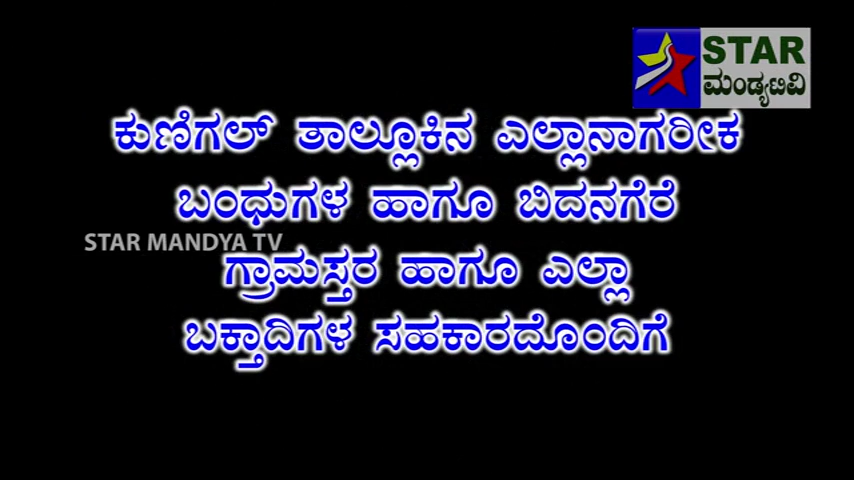 STAR
ಮಂಡ್ಯಟಿವಿ
ಕುಣಿಗಲ್ ತಾಲ್ಲೂಕಿನ ಎಲ್ಲಾನಾಗರೀಕ
ಬಂಧುಗಳ ಹಾಗೂ ಬಿದನಗೆರೆ
STAR MANDYA TV
ಗ್ರಾಮಸ್ತರ ಹಾಗೂ ಎಲ್ಲಾ
ಬಕ್ತಾದಿಗಳ ಸಹಕಾರದೊಂದಿಗೆ